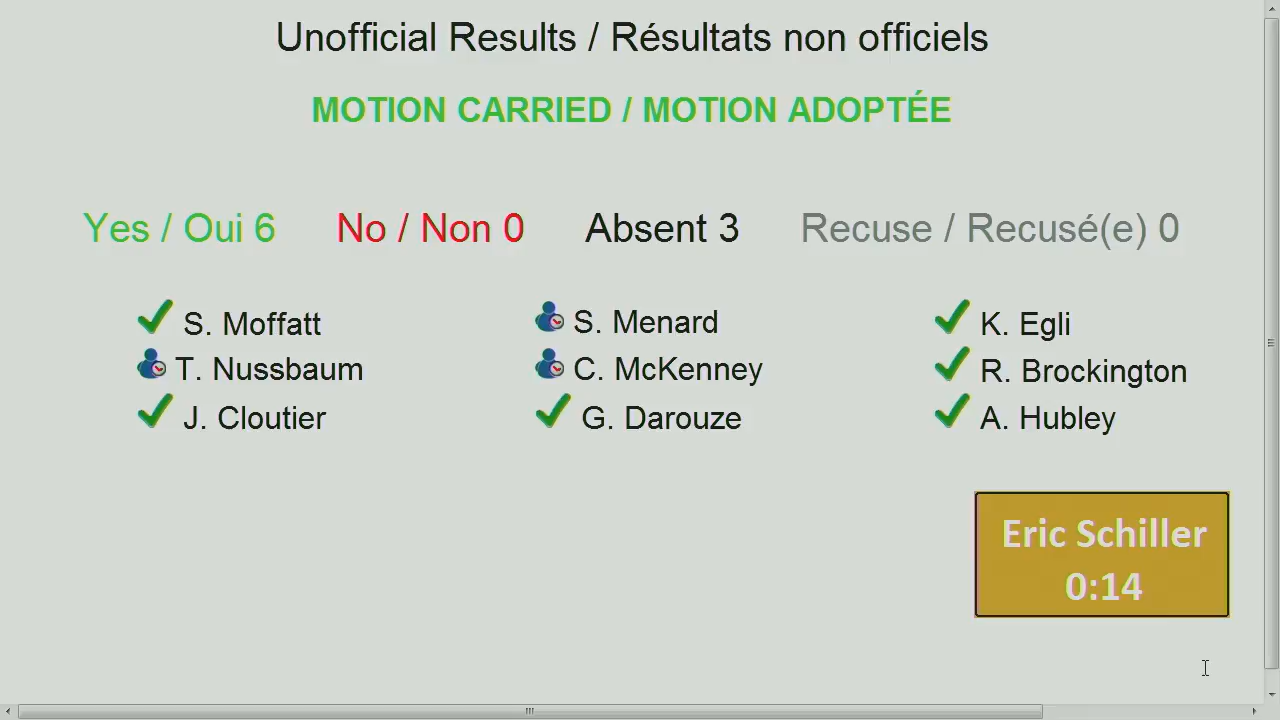 Unofficial Results / Résultats non officiels
MOTION CARRIED / MOTION ADOPTÉE
Yes / Oui 6 No / Non 0 Absent 3 Recuse / Recusé(e) 0
S. Moffatt S. Menard K. Egli
T. Nussbaum C. McKenney R. Brockington
J. Cloutier G. Darouze A. Hubley
Eric Schiller
0:14